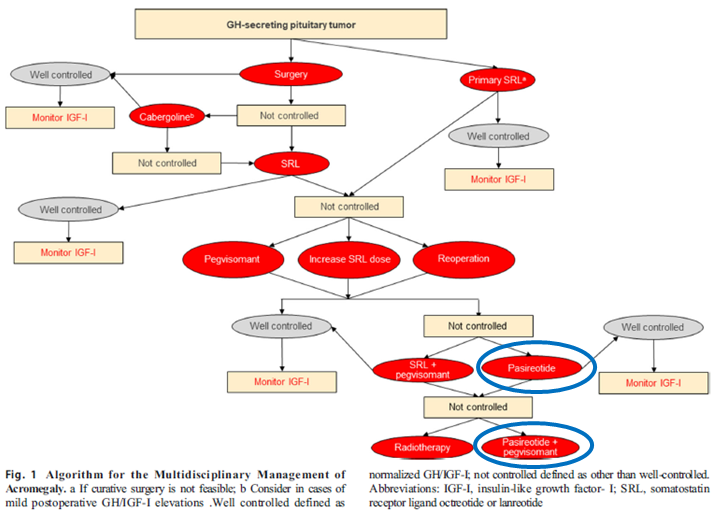 GH-secreting pituitary tumor
Well controlled
Surgery
Primary SRLᵃ
Monitor IGF-I
Cabergolineᵇ
Not controlled
Well controlled
Not controlled
SRL
Monitor IGF-I
Well controlled
Not controlled
Monitor IGF-I
Pegvisomant
Increase SRL dose
Reoperation
Well controlled
Not controlled
Well controlled
SRL +
pegvisomant
Pasireotide
Monitor IGF-I
Monitor IGF-I
Not controlled
Radiotherapy
Pasireotide +
pegvisomant
Fig. 1 Algorithm for the Multidisciplinary Management of
Acromegaly. a If curative surgery is not feasible; b Consider in cases of
mild postoperative GH/IGF-I elevations .Well controlled defined as
normalized GH/IGF-I; not controlled defined as other than well-controlled.
Abbreviations: IGF-I, insulin-like growth factor- I; SRL, somatostatin
receptor ligand octreotide or lanreotide